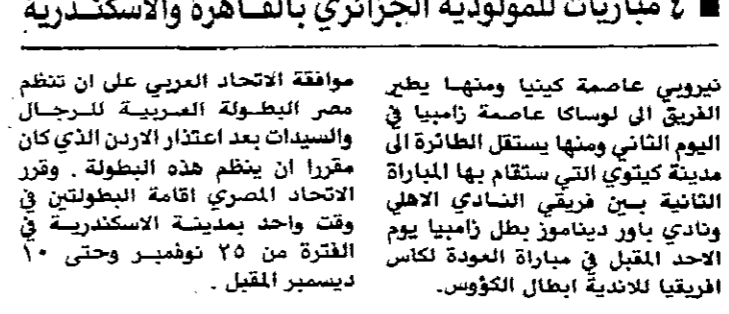 ■ ٤ مباريات للمولودية الجزائري بالقاهرة والاسكندرية
موافقة الاتحاد العربي على ان تنظم
مصر البطولة العربية للرجال
والسيدات بعد اعتذار الاردن الذي كان
مقررا ان ينظم هذه البطولة . وقرر
الاتحاد المصري اقامة البطولتين في
وقت واحد بمدينة الاسكندرية في
الفترة من ٢٥ نوفمبر وحتى ١٠
ديسمبر المقبل .
نيروبي عاصمة كينيا ومنها يطير
الفريق الى لوساكا عاصمة زامبيا في
اليوم الثاني ومنها يستقل الطائرة الى
مدينة كيتوي التي ستقام بها المباراة
الثانية بين فريقي النادي الاهلي
ونادي باور ديناموز بطل زامبيا يوم
الاحد المقبل في مباراة العودة لكاس
افريقيا للاندية ابطال الكؤوس.